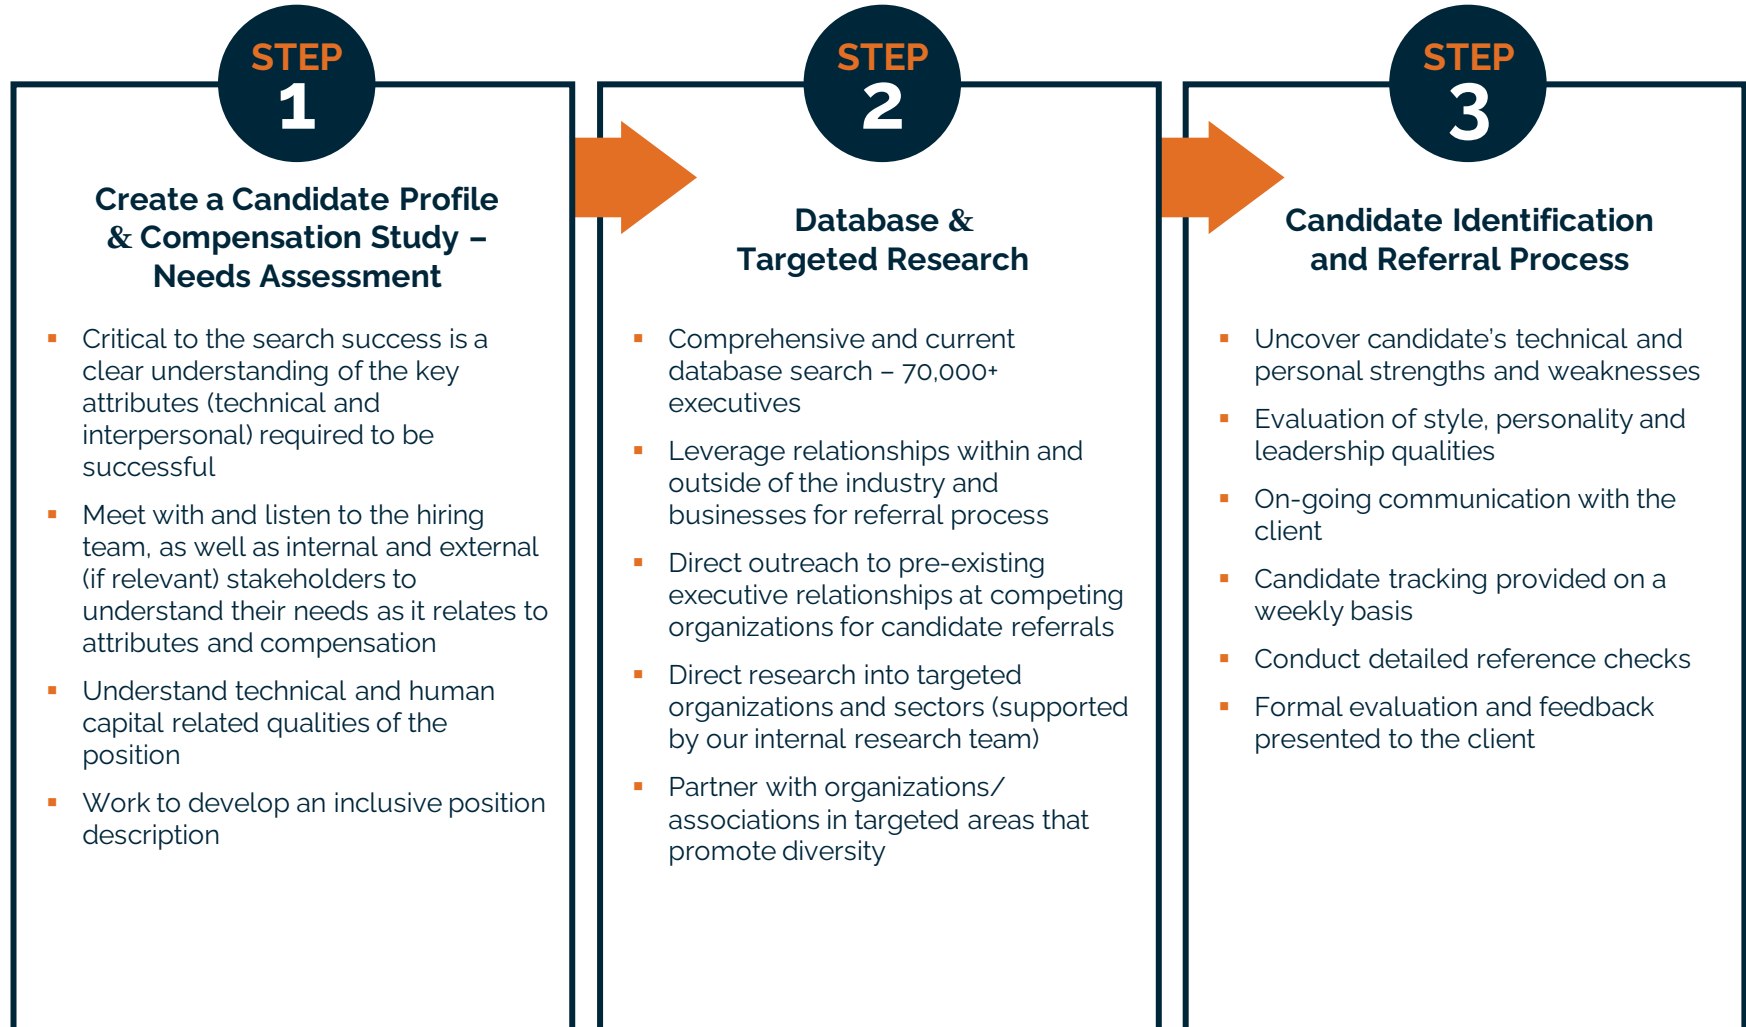 STEP
1
Create a Candidate Profile
& Compensation Study –
Needs Assessment
▪ Critical to the search success is a
clear understanding of the key
attributes (technical and
interpersonal) required to be
successful
▪ Meet with and listen to the hiring
team, as well as internal and external
(if relevant) stakeholders to
understand their needs as it relates to
attributes and compensation
▪ Understand technical and human
capital related qualities of the
position
▪ Work to develop an inclusive position
description
STEP
2
Database &
Targeted Research
▪ Comprehensive and current
database search – 70,000+
executives
▪ Leverage relationships within and
outside of the industry and
businesses for referral process
▪ Direct outreach to pre-existing
executive relationships at competing
organizations for candidate referrals
▪ Direct research into targeted
organizations and sectors (supported
by our internal research team)
▪ Partner with organizations/
associations in targeted areas that
promote diversity
STEP
3
Candidate Identification
and Referral Process
▪ Uncover candidate’s technical and
personal strengths and weaknesses
▪ Evaluation of style, personality and
leadership qualities
▪ On-going communication with the
client
▪ Candidate tracking provided on a
weekly basis
▪ Conduct detailed reference checks
▪ Formal evaluation and feedback
presented to the client